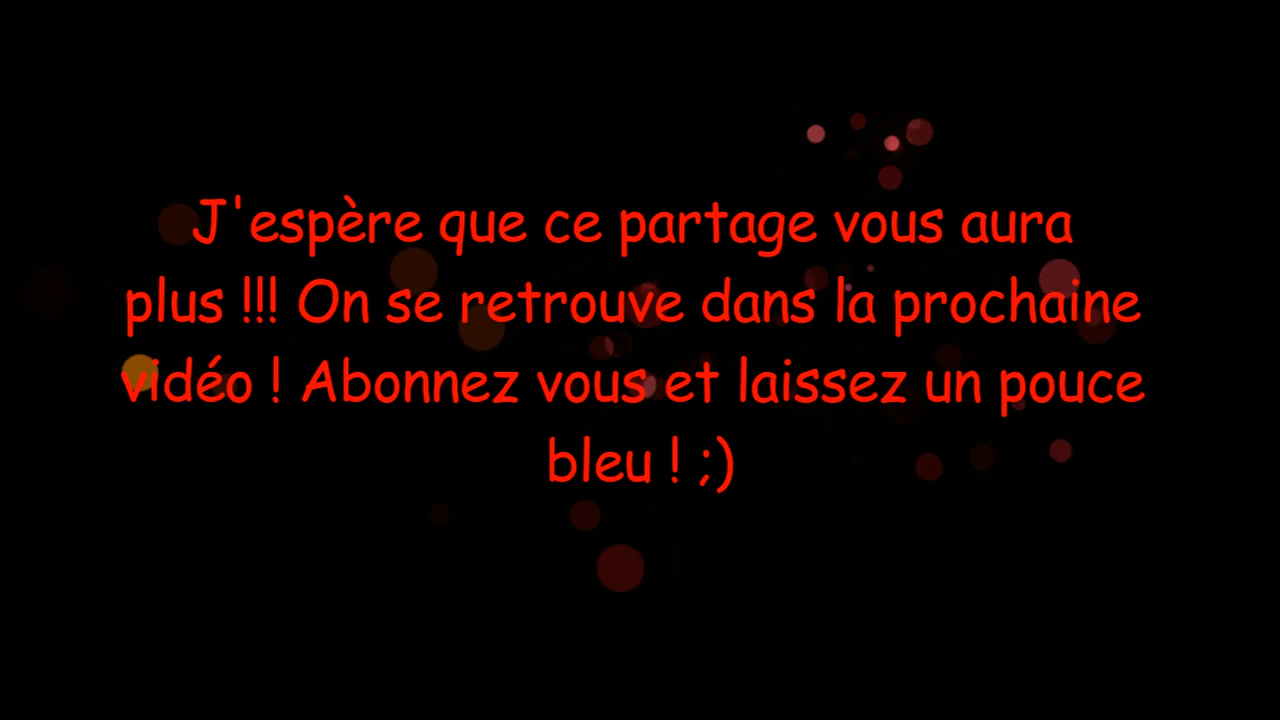 J'espère que ce partage vous aura
plus !!! On se retrouve dans la prochaine
vidéo ! Abonnez vous et laissez un pouce
bleu ! ;)